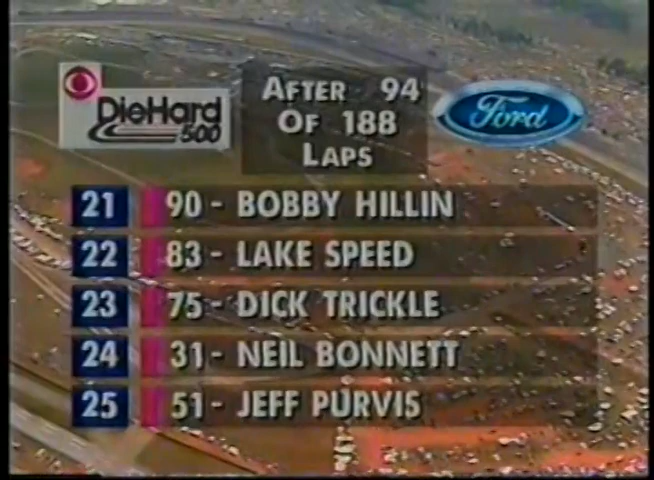 DieHard
500
AFTER 94
OF 188
LAPS
Ford
21 90 - BOBBY HILLIN
22 83 - LAKE SPEED
23 75 - DICK TRICKLE
24 31 - NEIL BONNETT
25 51 - JEFF PURVIS